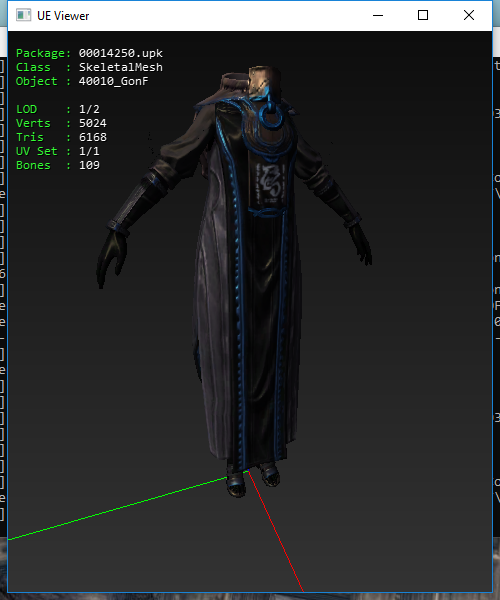 UE Viewer
Package: 00014250.upk
Class : SkeletalMesh
Object : 40010_GonF
LOD : 1/2
Verts : 5024
Tris : 6168
UV Set : 1/1
Bones : 109